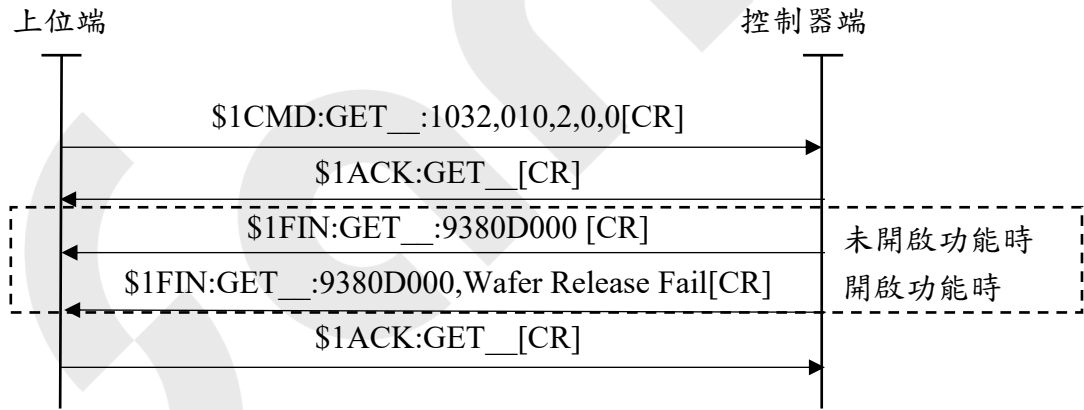 上位端 控制器端
$1CMD:GET__:1032,010,2,0,0[CR]
$1ACK:GET__[CR]
$1FIN:GET__:9380D000 [CR] 未開啟功能時
$1FIN:GET__:9380D000,Wafer Release Fail[CR] 開啟功能時
$1ACK:GET__[CR]